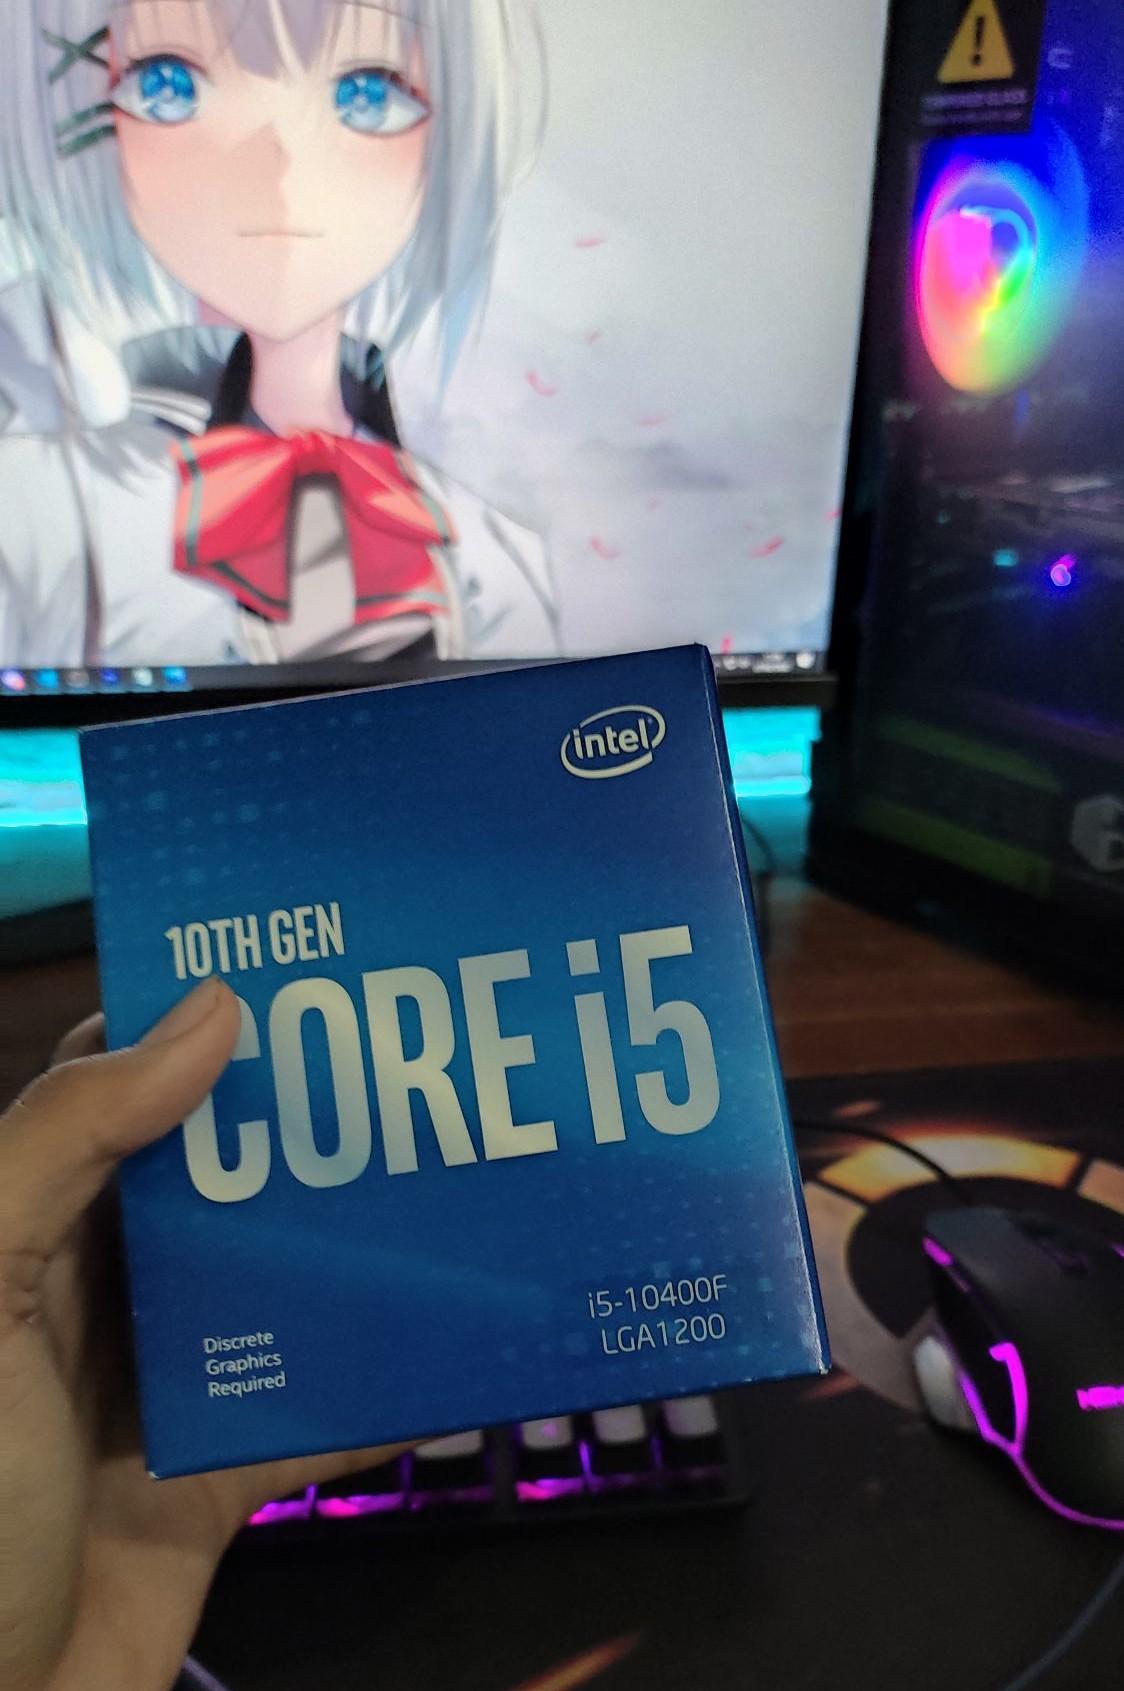 intel
10TH GEN
CORE i5
i5-10400F
LGA1200
Discrete
Graphics
Required